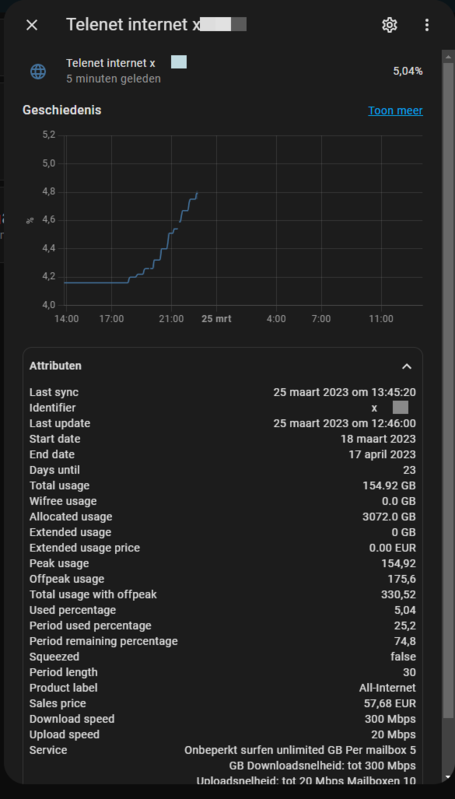 Telenet internet x
Telenet internet x
5 minuten geleden
5,04%
Geschiedenis
Toon meer
5,2
5,0
4,8
%
4,6
4,4
4,2
4,0
14:00 17:00 21:00 25 mrt 4:00 7:00 11:00
Attributen
Last sync 25 maart 2023 om 13:45:20
Identifier x
Last update 25 maart 2023 om 12:46:00
Start date 18 maart 2023
End date 17 april 2023
Days until 23
Total usage 154.92 GB
Wifree usage 0.0 GB
Allocated usage 3072.0 GB
Extended usage 0 GB
Extended usage price 0.00 EUR
Peak usage 154,92
Offpeak usage 175,6
Total usage with offpeak 330,52
Used percentage 5,04
Period used percentage 25,2
Period remaining percentage 74,8
Squeezed false
Period length 30
Product label All-Internet
Sales price 57,68 EUR
Download speed 300 Mbps
Upload speed 20 Mbps
Service Onbeperkt surfen unlimited GB Per mailbox 5
GB Downloadsnelheid: tot 300 Mbps
Uploadsnelheid: tot 20 Mbps Mailboxen 10